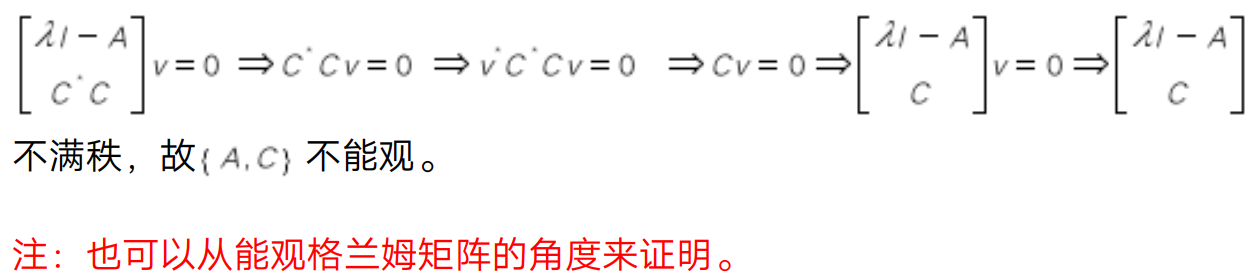 [λI − A; C*C] v = 0 ⇒ C*Cv = 0 ⇒ v*C*Cv = 0 ⇒ Cv = 0 ⇒ [λI − A; C] v = 0 ⇒ [λI − A; C]
不满秩，故{A,C} 不能观。
注：也可以从能观格兰姆矩阵的角度来证明。